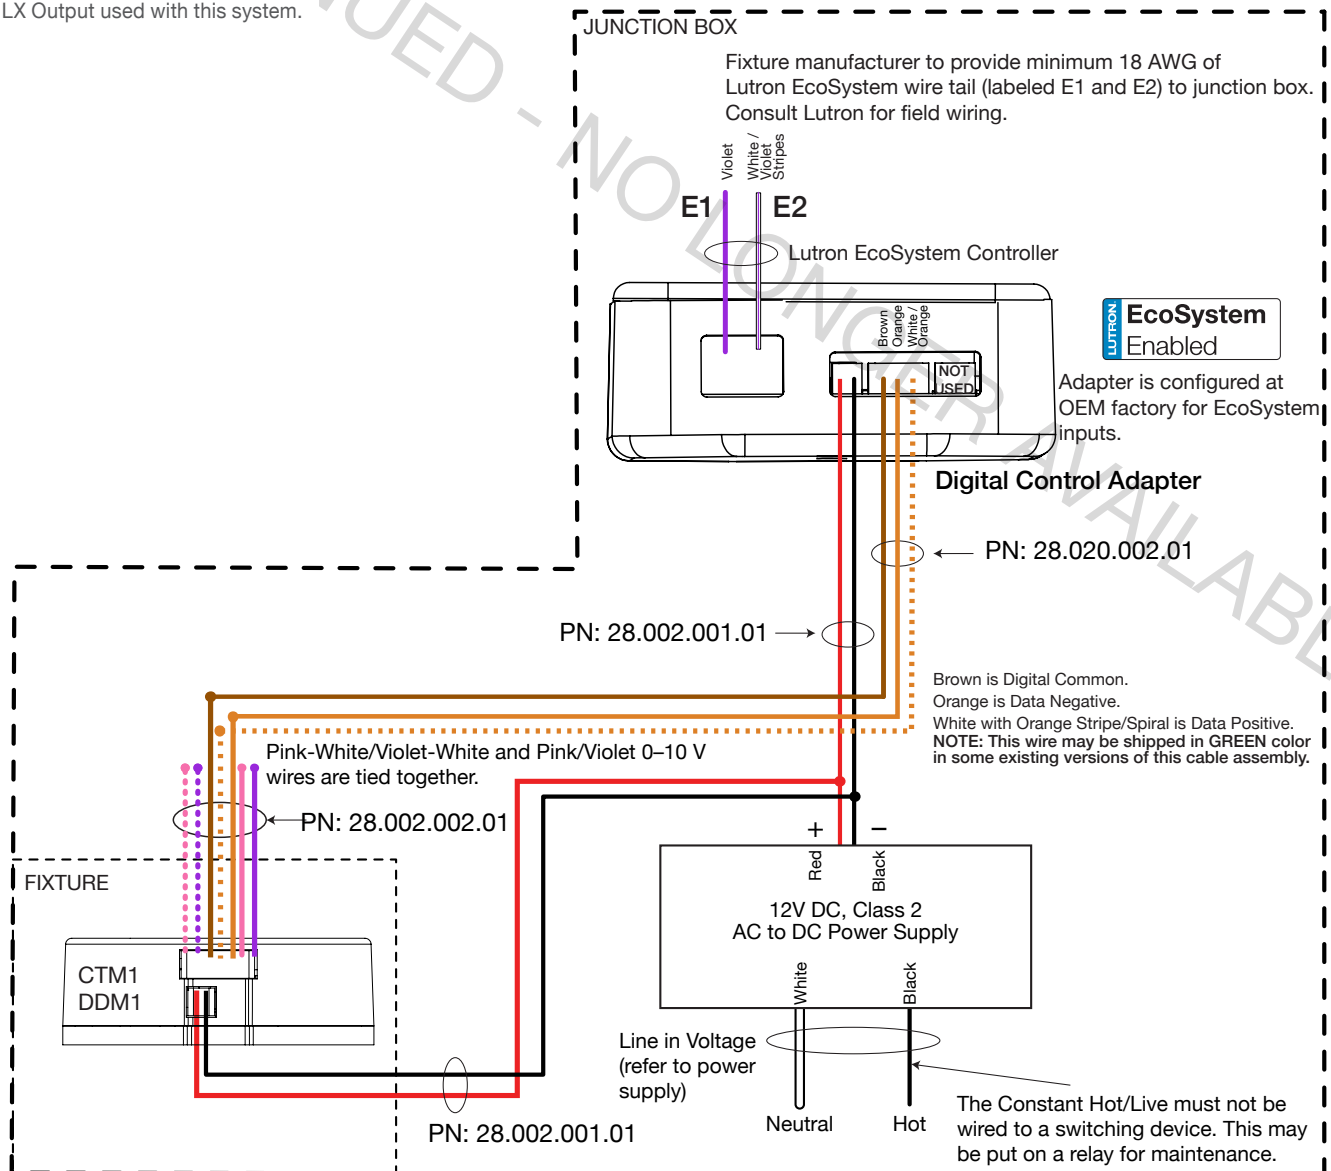 LX Output used with this system.
JUNCTION BOX
Fixture manufacturer to provide minimum 18 AWG of
Lutron EcoSystem wire tail (labeled E1 and E2) to junction box.
Consult Lutron for field wiring.
Violet
White /
Violet
Stripes
E1
E2
Lutron EcoSystem Controller
Brown
Orange
White /
Orange
NOT
USED
LUTRON
EcoSystem
Enabled
Adapter is configured at
OEM factory for EcoSystem
inputs.
Digital Control Adapter
PN: 28.020.002.01
PN: 28.002.001.01
Brown is Digital Common.
Orange is Data Negative.
White with Orange Stripe/Spiral is Data Positive.
NOTE: This wire may be shipped in GREEN color
in some existing versions of this cable assembly.
Pink-White/Violet-White and Pink/Violet 0–10 V
wires are tied together.
PN: 28.002.002.01
+
−
Red
Black
12V DC, Class 2
AC to DC Power Supply
White
Black
FIXTURE
CTM1
DDM1
Line in Voltage
(refer to power
supply)
Neutral
Hot
PN: 28.002.001.01
The Constant Hot/Live must not be
wired to a switching device. This may
be put on a relay for maintenance.
- NO LONGER AVAILABL